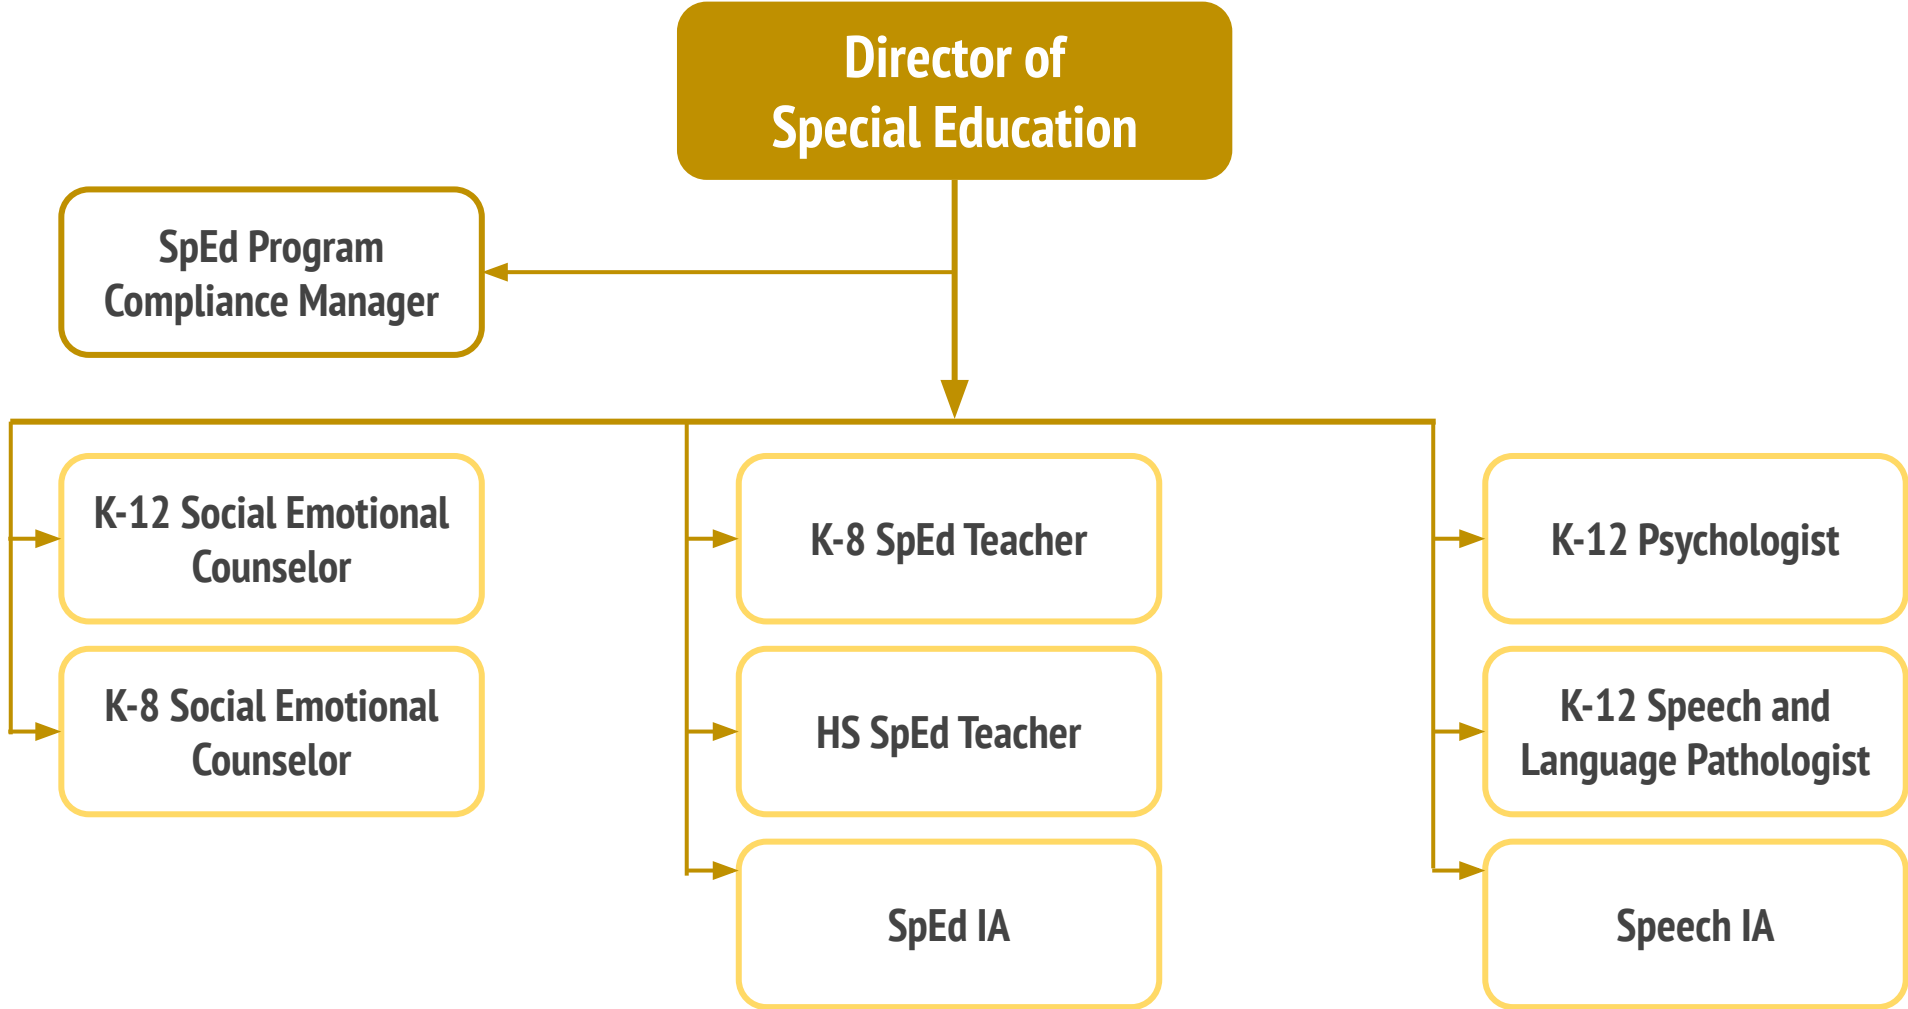 Director of
Special Education
SpEd Program
Compliance Manager
K-12 Social Emotional
Counselor
K-8 Social Emotional
Counselor
K-8 SpEd Teacher
HS SpEd Teacher
SpEd IA
K-12 Psychologist
K-12 Speech and
Language Pathologist
Speech IA